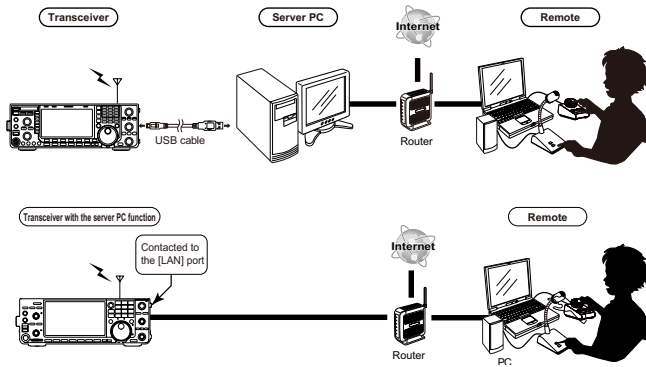 Transceiver
Server PC
Internet
Remote
USB cable
Router
Transceiver with the server PC function
Contacted to
the [LAN] port
Internet
Remote
Router
PC